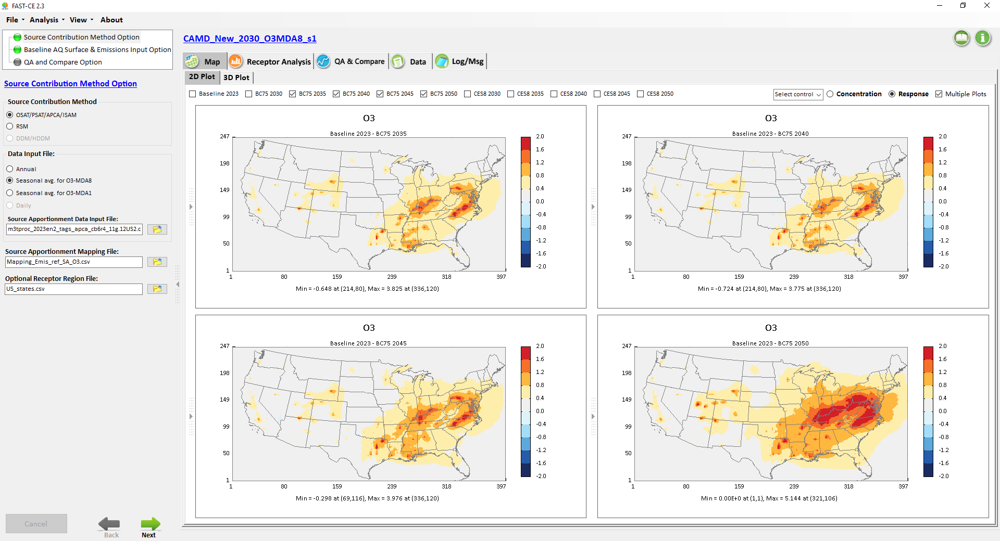 FAST-CE 2.3
File Analysis View About
Source Contribution Method Option
Baseline AQ Surface & Emissions Input Option
QA and Compare Option
Source Contribution Method Option
Source Contribution Method
OSAT/PSAT/APCA/ISAM
RSM
DDM/HDDM
Data Input File:
Annual
Seasonal avg. for O3-MDA8
Seasonal avg. for O3-MDA1
Daily
Source Apportionment Data Input File:
m3tproc_2023en2_tags_apca_cb6r4_11g.12US2.c
Source Apportionment Mapping File:
Mapping_Emis_ref_SA_O3.csv
Optional Receptor Region File:
US_states.csv
Cancel
Back
Next
CAMD_New_2030_O3MDA8_s1
Map Receptor Analysis QA & Compare Data Log/Msg
2D Plot 3D Plot
Baseline 2023 BC75 2030 BC75 2035 BC75 2040 BC75 2045 BC75 2050 CES8 2030 CES8 2035 CES8 2040 CES8 2045 CES8 2050 Select control Concentration Response Multiple Plots
O3
Baseline 2023 - BC75 2035
247
198
149
99
50
1
1 80 159 239 318 397
2.0
1.6
1.2
0.8
0.4
0.0
-0.4
-0.8
-1.2
-1.6
-2.0
Min = -0.648 at (214,80), Max = 3.825 at (336,120)
O3
Baseline 2023 - BC75 2040
247
198
149
99
50
1
1 80 159 239 318 397
2.0
1.6
1.2
0.8
0.4
0.0
-0.4
-0.8
-1.2
-1.6
-2.0
Min = -0.724 at (214,80), Max = 3.775 at (336,120)
O3
Baseline 2023 - BC75 2045
247
198
149
99
50
1
1 80 159 239 318 397
2.0
1.6
1.2
0.8
0.4
0.0
-0.4
-0.8
-1.2
-1.6
-2.0
Min = -0.298 at (69,116), Max = 3.976 at (336,120)
O3
Baseline 2023 - BC75 2050
247
198
149
99
50
1
1 80 159 239 318 397
2.0
1.6
1.2
0.8
0.4
0.0
-0.4
-0.8
-1.2
-1.6
-2.0
Min = 0.00E+0 at (1,1), Max = 5.144 at (321,106)